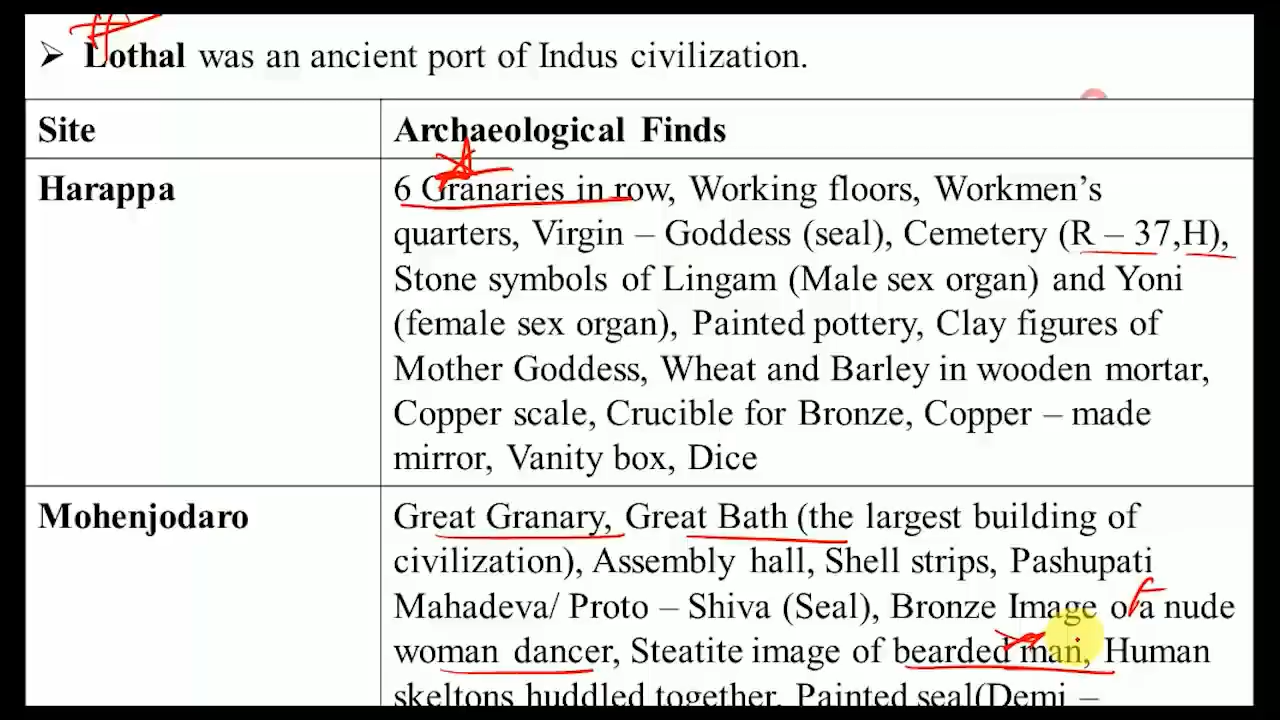 ➤ Lothal was an ancient port of Indus civilization.
Site
Archaeological Finds
Harappa
6 Granaries in row, Working floors, Workmen’s
quarters, Virgin – Goddess (seal), Cemetery (R – 37,H),
Stone symbols of Lingam (Male sex organ) and Yoni
(female sex organ), Painted pottery, Clay figures of
Mother Goddess, Wheat and Barley in wooden mortar,
Copper scale, Crucible for Bronze, Copper – made
mirror, Vanity box, Dice
Mohenjodaro
Great Granary, Great Bath (the largest building of
civilization), Assembly hall, Shell strips, Pashupati
Mahadeva/ Proto – Shiva (Seal), Bronze Image of a nude
woman dancer, Steatite image of bearded man, Human
skeltons huddled together, Painted seal(Demi –